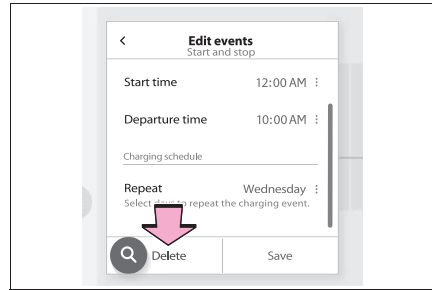 Edit events
Start and stop
Start time 12:00 AM
Departure time 10:00 AM
Charging schedule
Repeat Wednesday
Select days to repeat the charging event.
Delete Save